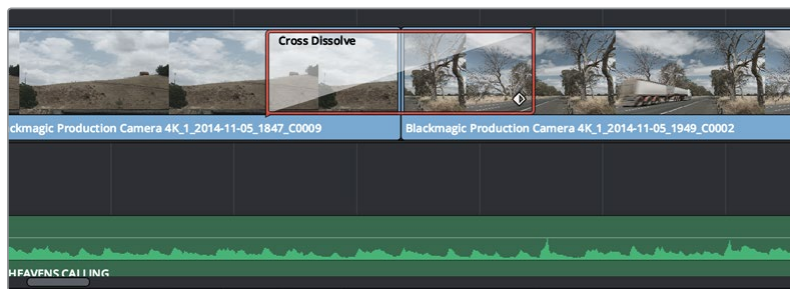 Cross Dissolve
ckmagic Production Camera 4K_1_2014-11-05_1847_C0009
Blackmagic Production Camera 4K_1_2014-11-05_1949_C0002
HEAVENS CALLING